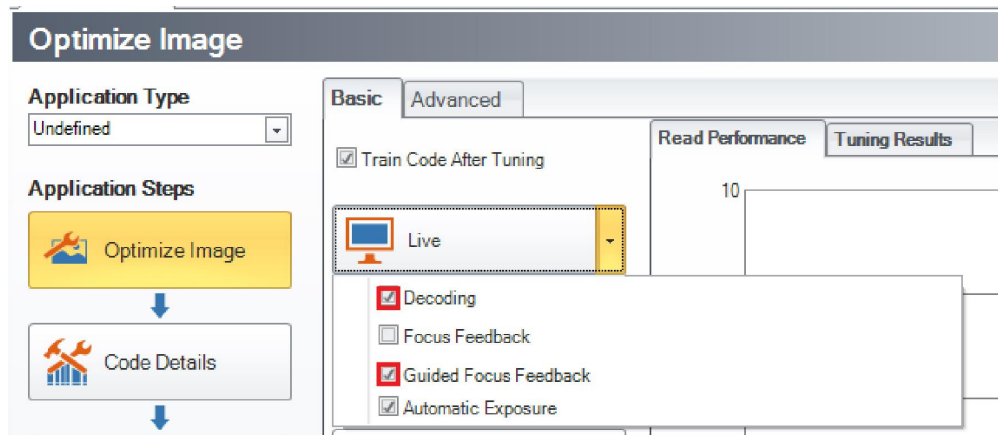 Optimize Image
Application Type
Undefined
Application Steps
Optimize Image
Code Details
Basic
Advanced
Train Code After Tuning
Live
Decoding
Focus Feedback
Guided Focus Feedback
Automatic Exposure
Read Performance
Tuning Results
10